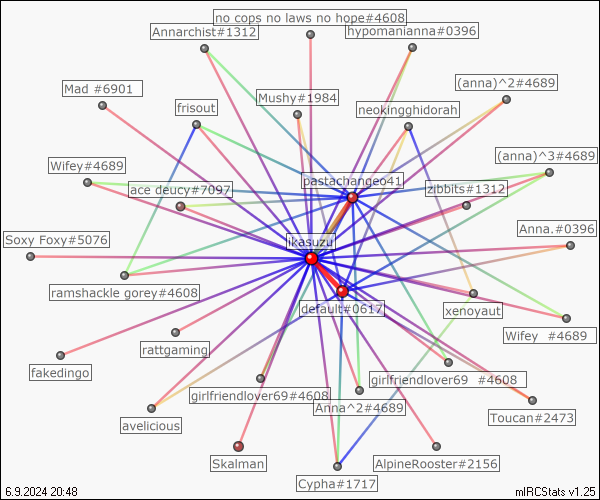 no cops no laws no hope#4608
Annarchist#1312
hypomanianna#0396
Mad #6901
(anna)^2#4689
Mushy#1984
frisout
neokingghidorah
(anna)^3#4689
Wifey#4689
pastachange041
ace deucy#7097
zibbits#1312
Anna.#0396
Soxy Foxy#5076
ikasuzu
ramshackle gorey#4608
default#0617
xenoyaut
Wifey #4689
rattgaming
fakedingo
girlfriendlover69 #4608
girlfriendlover69#4608
Anna^2#4689
Toucan#2473
avelicious
Skalman
AlpineRooster#2156
Cypha#1717
6.9.2024 20:48
mIRCStats v1.25